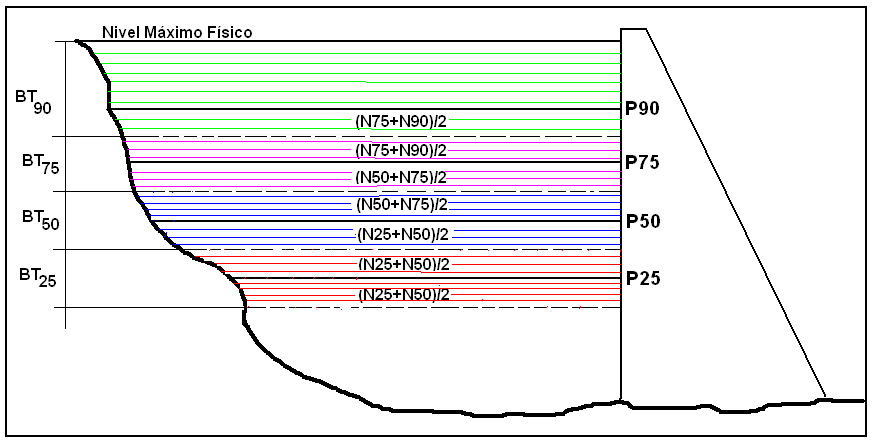 Nivel Máximo Físico
BT90
P90
(N75+N90)/2
(N75+N90)/2
BT75
P75
(N50+N75)/2
(N50+N75)/2
BT50
P50
(N25+N50)/2
(N25+N50)/2
BT25
P25
(N25+N50)/2